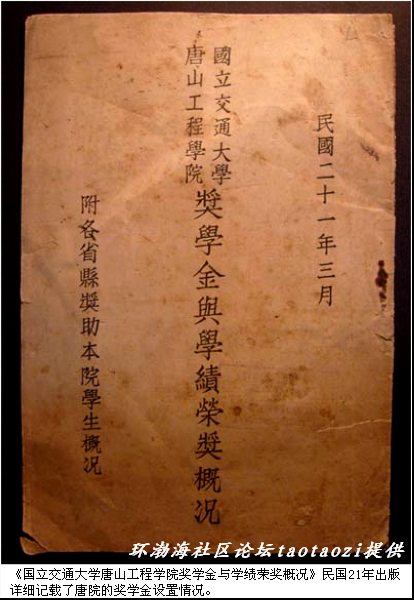 民國二十一年三月
國立交通大學
唐山工程學院
獎學金與學績榮獎概况
附各省縣獎助本院學生概况
环渤海社区论坛taotaozi提供
《国立交通大学唐山工程学院奖学金与学绩荣奖概况》民国21年出版
详细记载了唐院的奖学金设置情况。